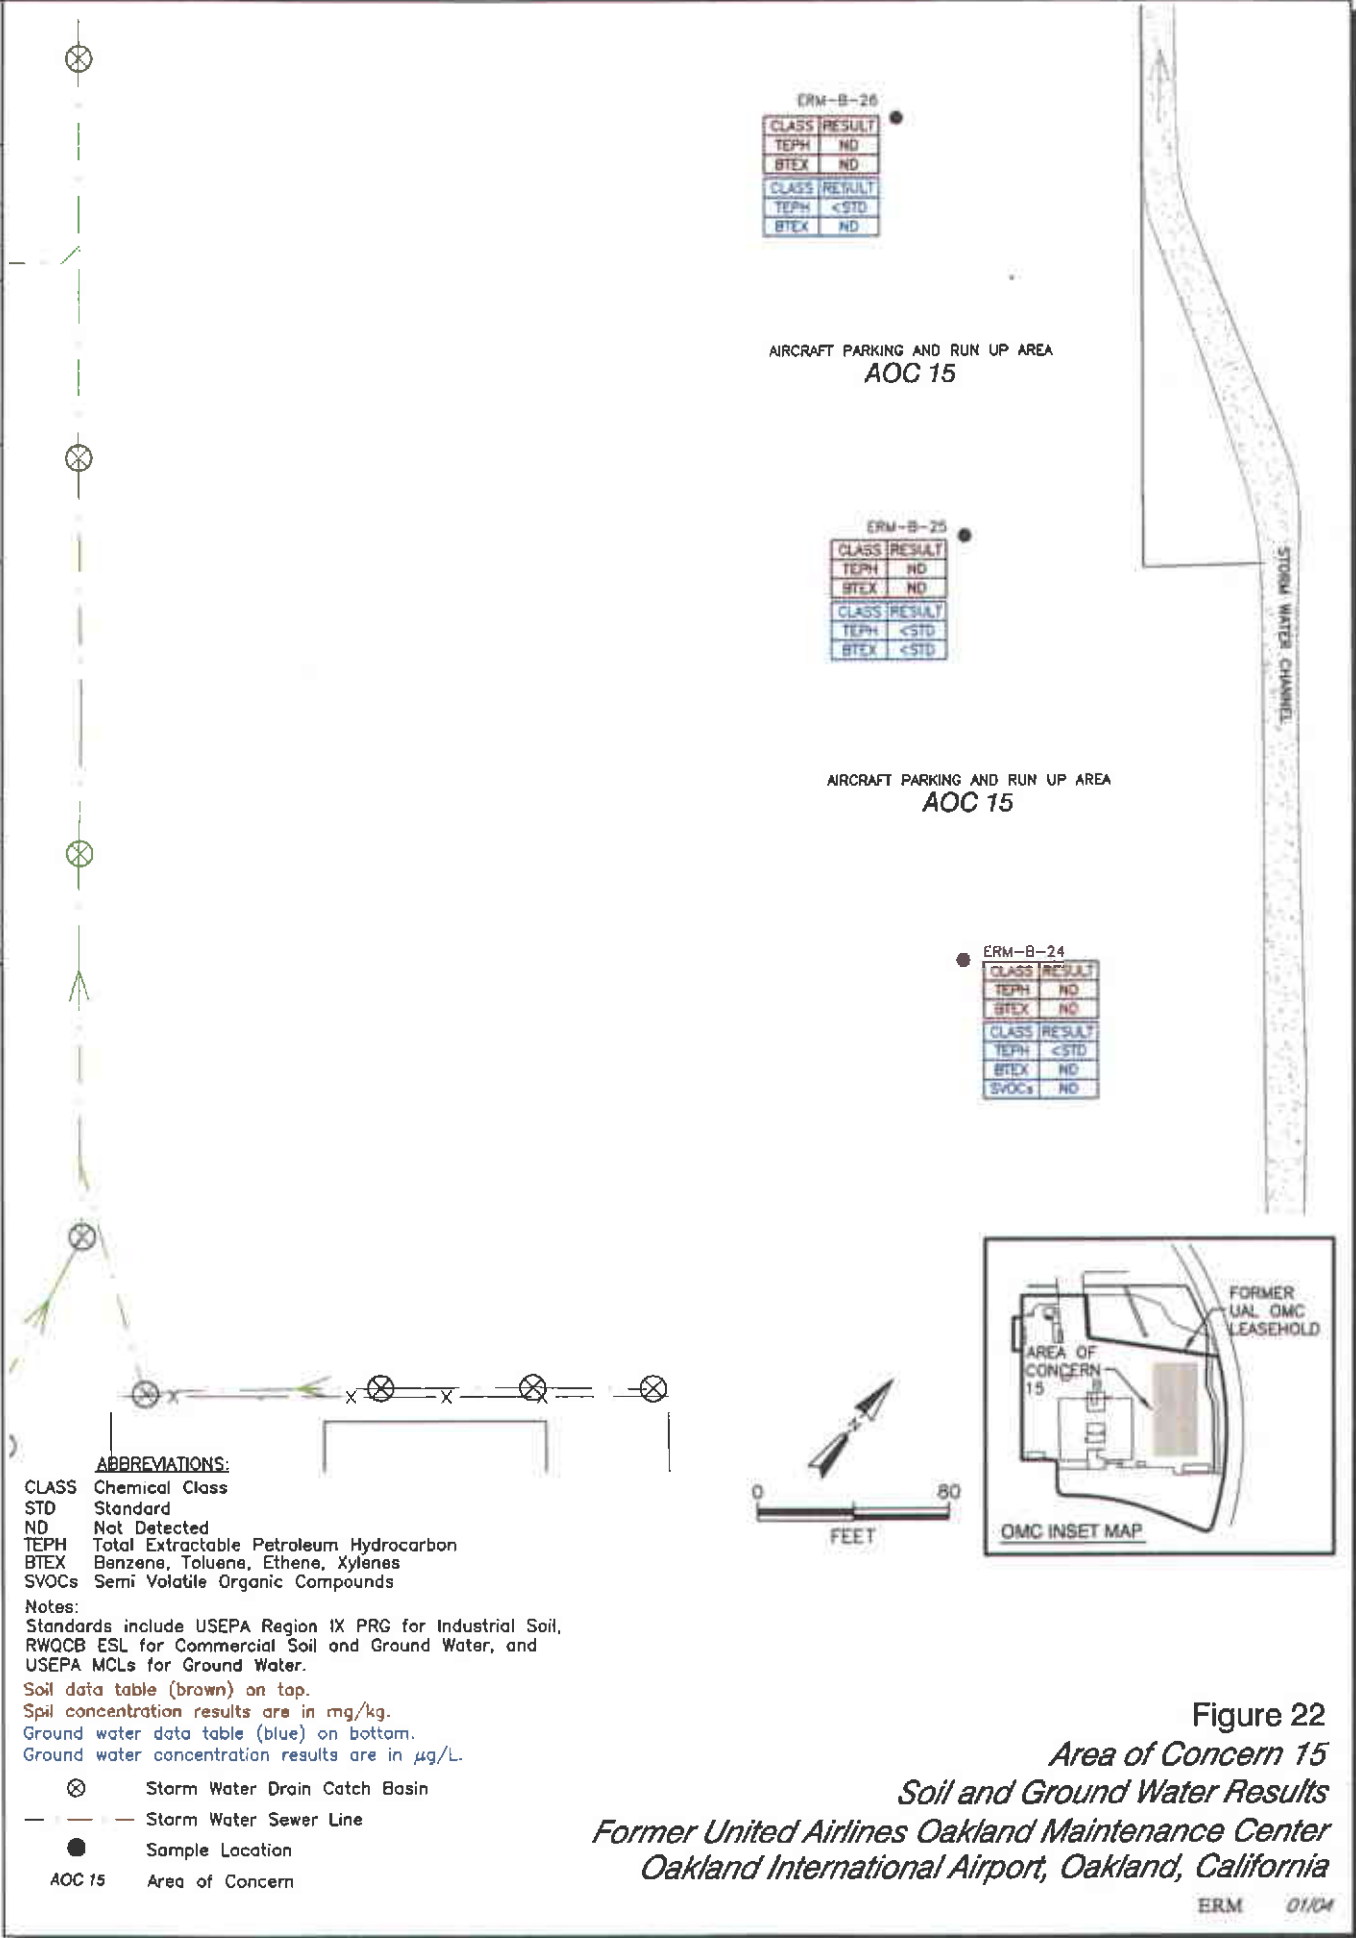 ERM-B-26
CLASS RESULT
TEPH ND
BTEX ND
CLASS RESULT
TEPH <STD
BTEX ND
AIRCRAFT PARKING AND RUN UP AREA
AOC 15
ERM-B-25
CLASS RESULT
TEPH ND
BTEX ND
CLASS RESULT
TEPH <STD
BTEX <STD
STORM WATER CHANNEL
AIRCRAFT PARKING AND RUN UP AREA
AOC 15
ERM-B-24
CLASS RESULT
TEPH ND
BTEX ND
CLASS RESULT
TEPH <STD
BTEX ND
SVOCs ND
X X X X
FORMER
UAL OMC
LEASEHOLD
AREA OF
CONCERN
15
OMC INSET MAP
N
0 80
FEET
ABBREVIATIONS:
CLASS Chemical Class
STD Standard
ND Not Detected
TEPH Total Extractable Petroleum Hydrocarbon
BTEX Benzene, Toluene, Ethene, Xylenes
SVOCs Semi Volatile Organic Compounds
Notes:
Standards include USEPA Region IX PRG for Industrial Soil,
RWQCB ESL for Commercial Soil and Ground Water, and
USEPA MCLs for Ground Water.
Soil data table (brown) on top.
Spil concentration results are in mg/kg.
Ground water data table (blue) on bottom.
Ground water concentration results are in µg/L.
Storm Water Drain Catch Basin
Storm Water Sewer Line
Sample Location
AOC 15 Area of Concern
Figure 22
Area of Concern 15
Soil and Ground Water Results
Former United Airlines Oakland Maintenance Center
Oakland International Airport, Oakland, California
ERM 01/04